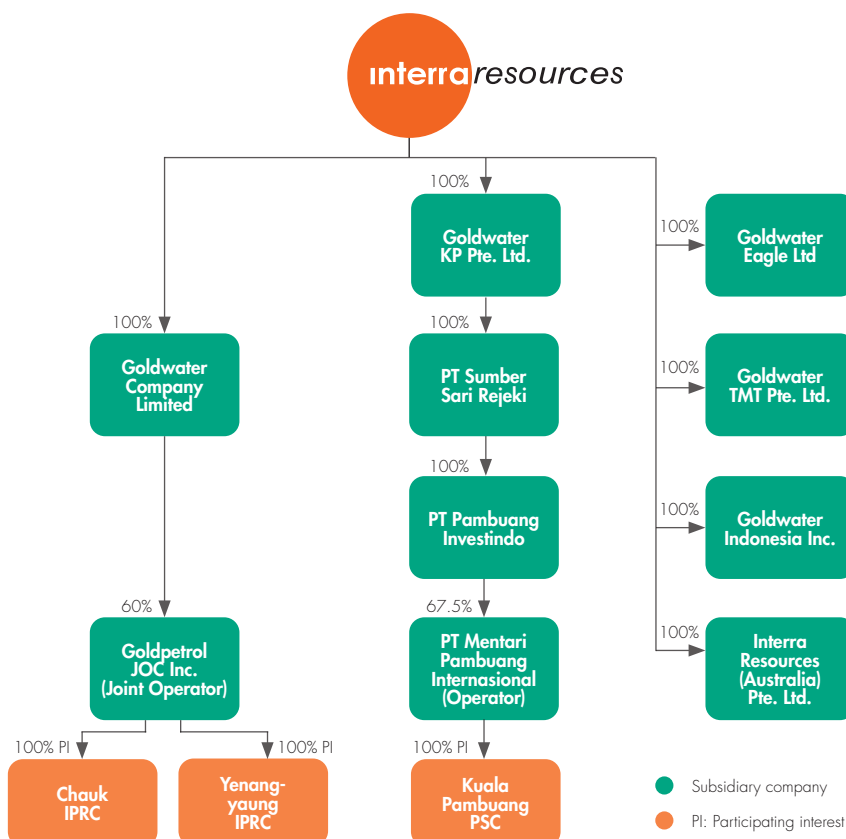 interraresources
100%
Goldwater
KP Pte. Ltd.
100%
Goldwater
Eagle Ltd
100%
Goldwater
Company
Limited
100%
PT Sumber
Sari Rejeki
100%
Goldwater
TMT Pte. Ltd.
100%
PT Pambuang
Investindo
100%
Goldwater
Indonesia Inc.
60%
Goldpetrol
JOC Inc.
(Joint Operator)
67.5%
PT Mentari
Pambuang
Internasional
(Operator)
100%
Interra
Resources
(Australia)
Pte. Ltd.
100% PI
Chauk
IPRC
100% PI
Yenang-
yaung
IPRC
100% PI
Kuala
Pambuang
PSC
Subsidiary company
PI: Participating interest